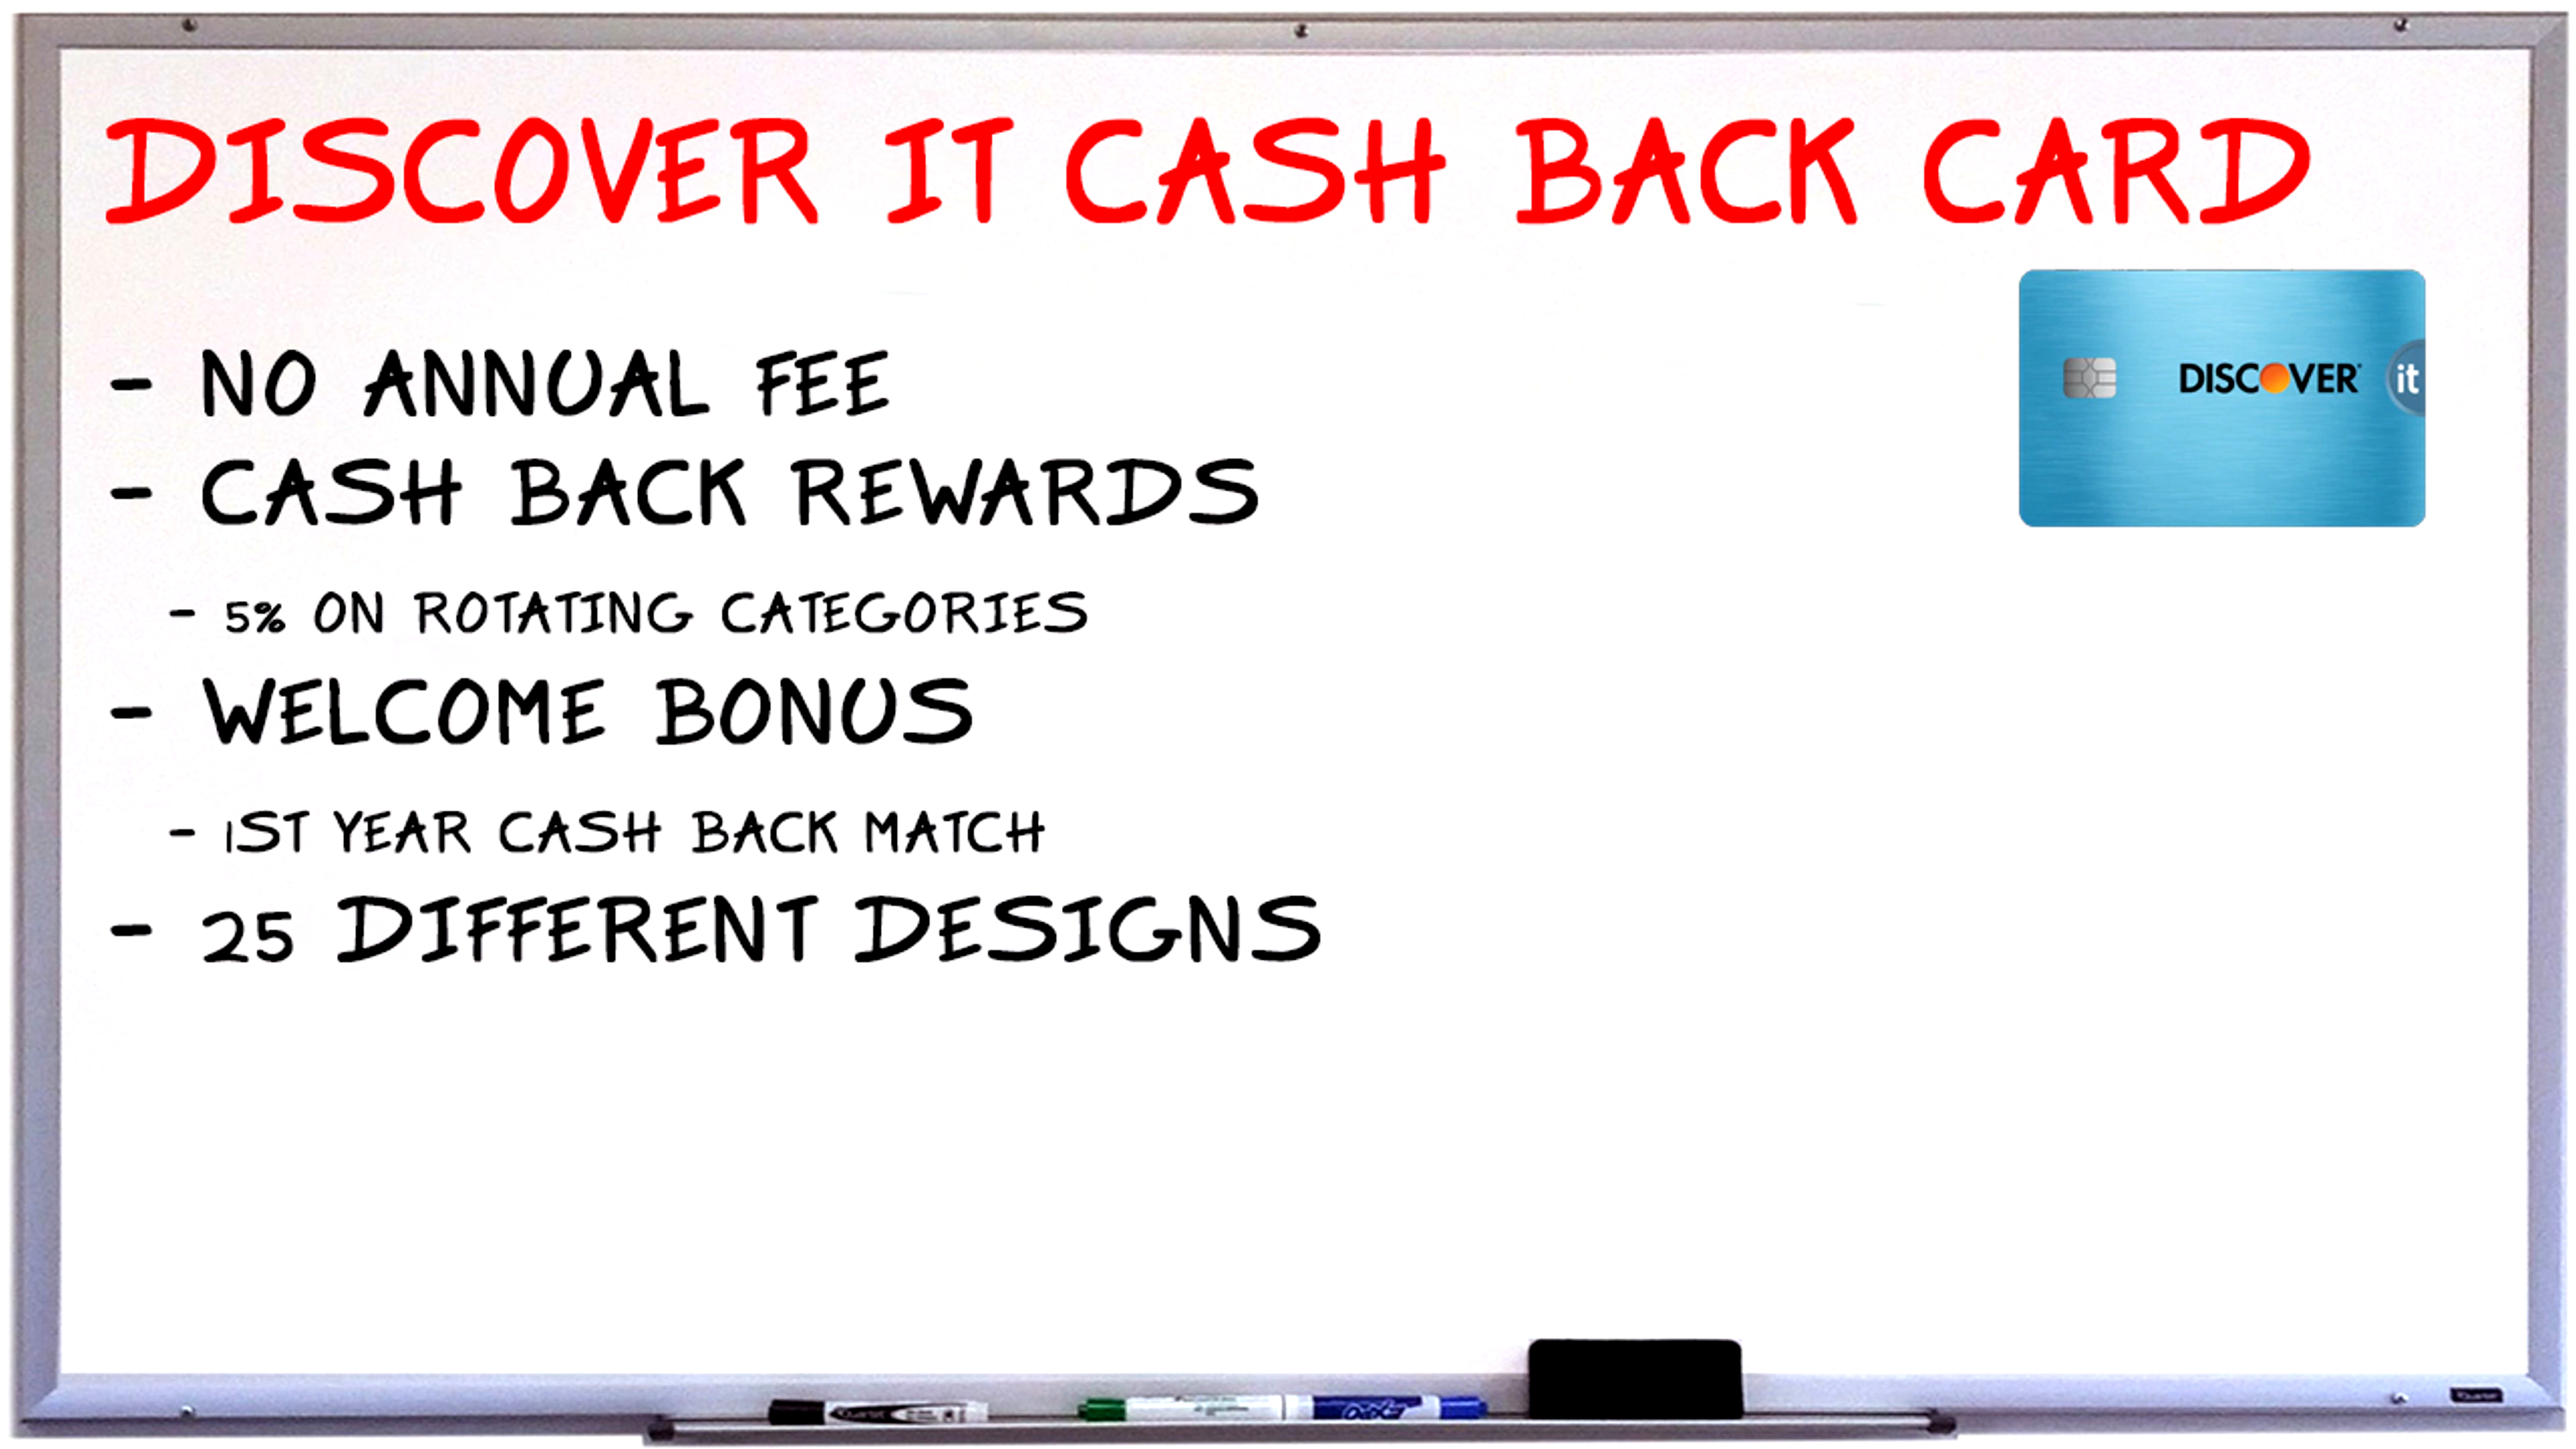 DISCOVER IT CASH BACK CARD
DISCOVER it
- NO ANNUAL FEE
- CASH BACK REWARDS
- 5% ON ROTATING CATEGORIES
- WELCOME BONUS
- 1ST YEAR CASH BACK MATCH
- 25 DIFFERENT DESIGNS
Quartet